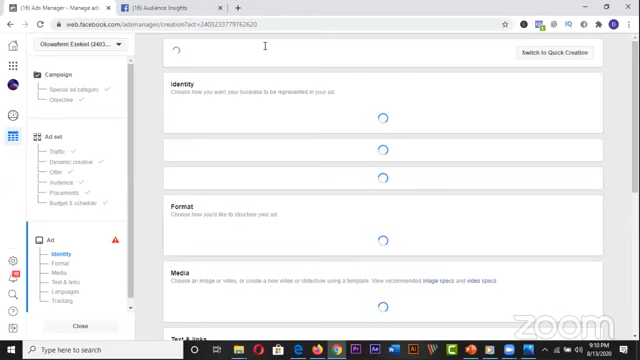 (16) Ads Manager - Manage ads
(16) Audience Insights
web.facebook.com/adsmanager/creation?act=2403233779762620
Oluwafemi Ezekiel (2403...
Switch to Quick Creation
Campaign
Special ad category
Objective
Ad set
Traffic
Dynamic creative
Offer
Audience
Placements
Budget & schedule
Ad
Identity
Format
Media
Text & links
Languages
Tracking
Close
Identity
Choose how you want your business to be represented in your ad.
Format
Choose how you'd like to structure your ad
Media
Choose an image or video, or create a new video or slideshow using a template. View recommended image specs and video specs.
Text & links
zoom
Type here to search
9:10 PM
8/13/2020